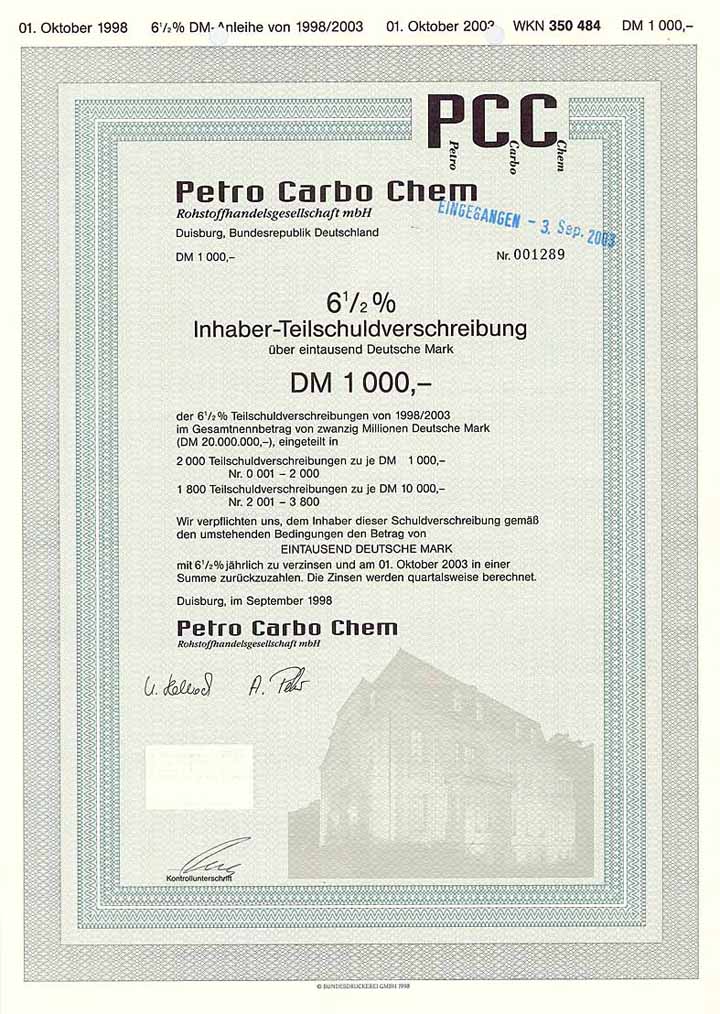 01. Oktober 1998 6¹/₂ % DM-Anleihe von 1998/2003 01. Oktober 2003 WKN 350 484 DM 1 000,–
PCC
Petro
Carbo
Chem
Petro Carbo Chem
Rohstoffhandelsgesellschaft mbH
EINGEGANGEN – 3. Sep. 2003
Duisburg, Bundesrepublik Deutschland
DM 1 000,– Nr. 001289
6¹/₂ %
Inhaber-Teilschuldverschreibung
über eintausend Deutsche Mark
DM 1 000,–
der 6¹/₂ % Teilschuldverschreibungen von 1998/2003
im Gesamtnennbetrag von zwanzig Millionen Deutsche Mark
(DM 20.000.000,–), eingeteilt in
2 000 Teilschuldverschreibungen zu je DM 1 000,–
Nr. 0 001 – 2 000
1 800 Teilschuldverschreibungen zu je DM 10 000,–
Nr. 2 001 – 3 800
Wir verpflichten uns, dem Inhaber dieser Schuldverschreibung gemäß
den umstehenden Bedingungen den Betrag von
EINTAUSEND DEUTSCHE MARK
mit 6¹/₂ % jährlich zu verzinsen und am 01. Oktober 2003 in einer
Summe zurückzuzahlen. Die Zinsen werden quartalsweise berechnet.
Duisburg, im September 1998
Petro Carbo Chem
Rohstoffhandelsgesellschaft mbH
Kontrollunterschrift
© BUNDESDRUCKEREI GMBH 1998